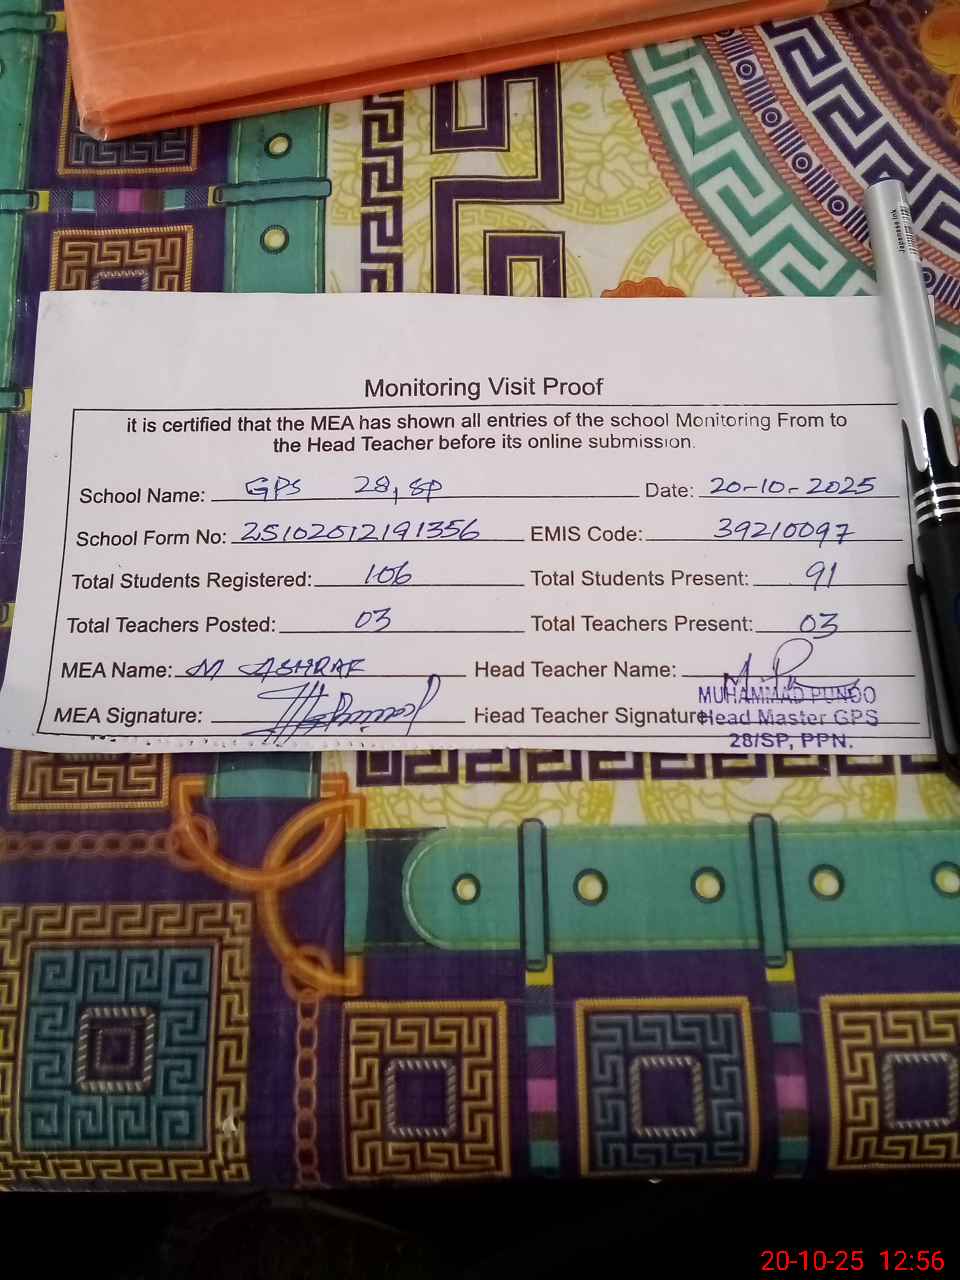 Japanese Ink
Monitoring Visit Proof
it is certified that the MEA has shown all entries of the school Monitoring From to
the Head Teacher before its online submission.
School Name: GPS 28, SP Date: 20-10-2025
School Form No: 25102012191356 EMIS Code: 39210097
Total Students Registered: 106 Total Students Present: 91
Total Teachers Posted: 03 Total Teachers Present: 03
MEA Name: M ASHRAF Head Teacher Name:
MUHAMMAD
MEA Signature: Head Teacher Signature Head Master GPS
28/SP, PPN.
20-10-25 12:56